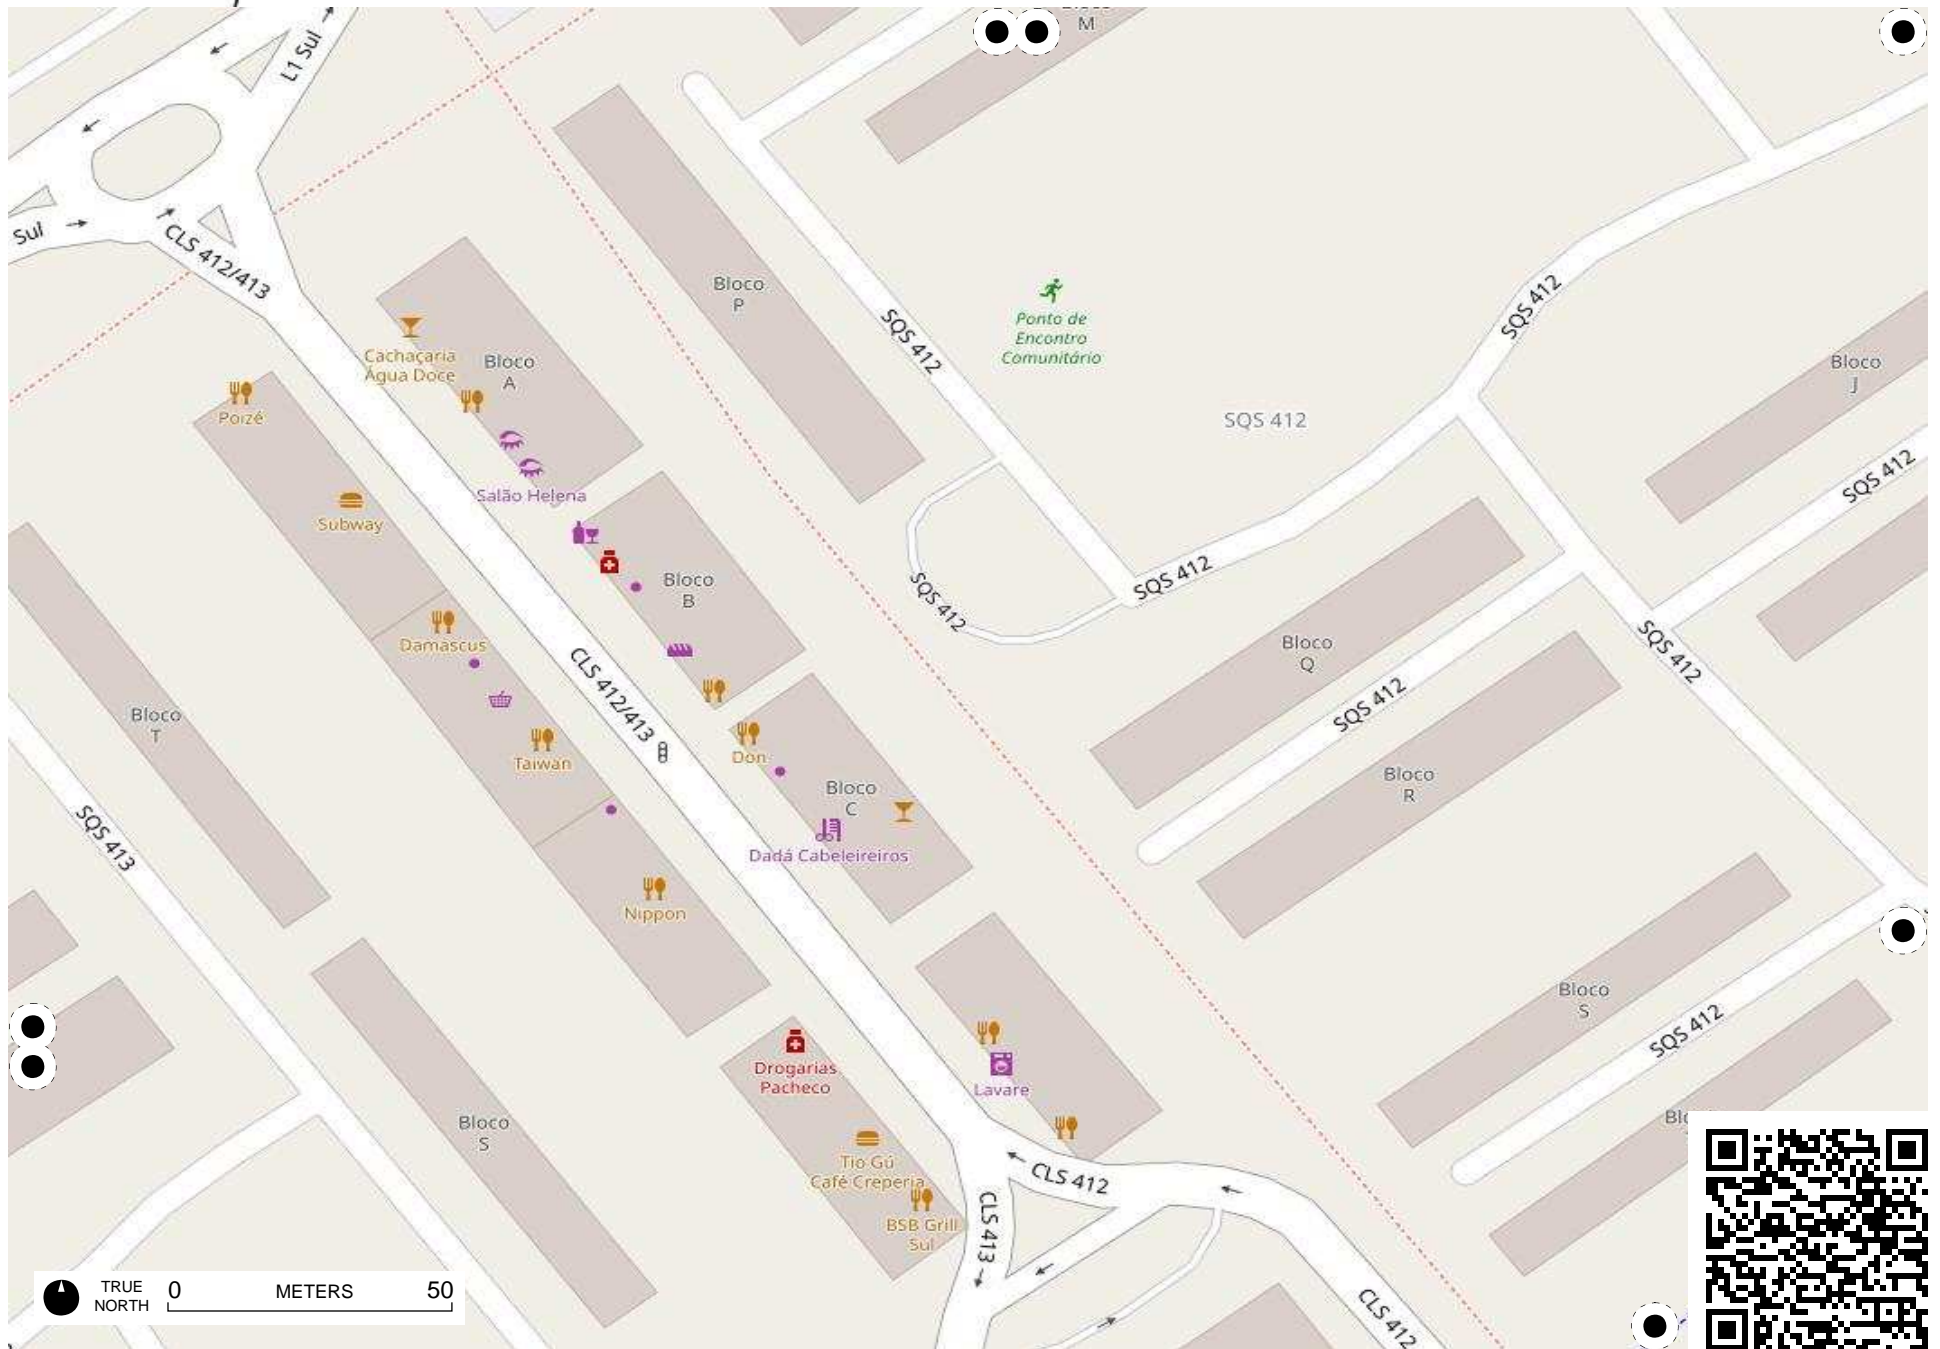 M
L1 Sul
Sul
CLS 412/413
Bloco
P
SQS 412
Ponto de
Encontro
Comunitário
SQS 412
SQS 412
Bloco
J
Cachaçaria
Água Doce
Bloco
A
Poizé
Salão Helena
Subway
SQS 412
Bloco
B
SQS 412
SQS 412
Damascus
CLS 412/413
Bloco
Q
SQS 412
SQS 412
Bloco
T
Taiwan
Don
Bloco
C
Bloco
R
SQS 413
Dadá Cabeleireiros
Nippon
Bloco
S
SQS 412
Drogarias
Pacheco
Lavare
Bloco
S
Tio Gú
Café Creperia
BSB Grill
Sul
CLS 412
CLS 413
CLS 412
TRUE
NORTH
0 METERS 50